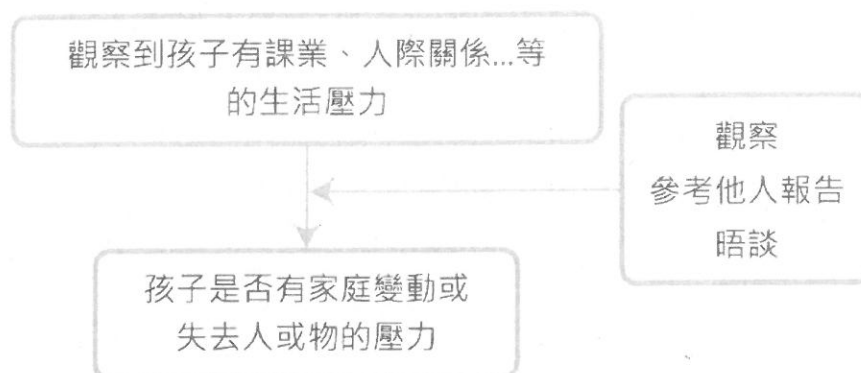 觀察到孩子有課業、人際關係...等
的生活壓力
觀察
參考他人報告
晤談
孩子是否有家庭變動或
失去人或物的壓力